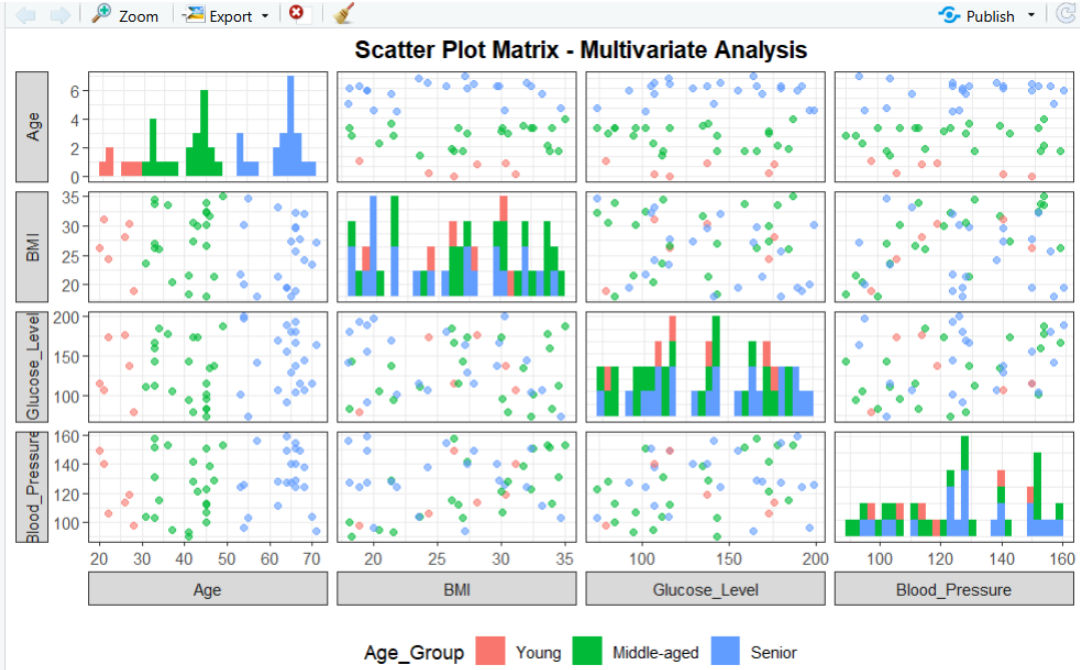 Zoom Export Publish
Scatter Plot Matrix - Multivariate Analysis
Age
6
4
2
0
BMI
35
30
25
20
Glucose_Level
200
150
100
Blood_Pressure
160
140
120
100
20 30 40 50 60 70 20 25 30 35 100 150 200 100 120 140 160
Age BMI Glucose_Level Blood_Pressure
Age_Group Young Middle-aged Senior